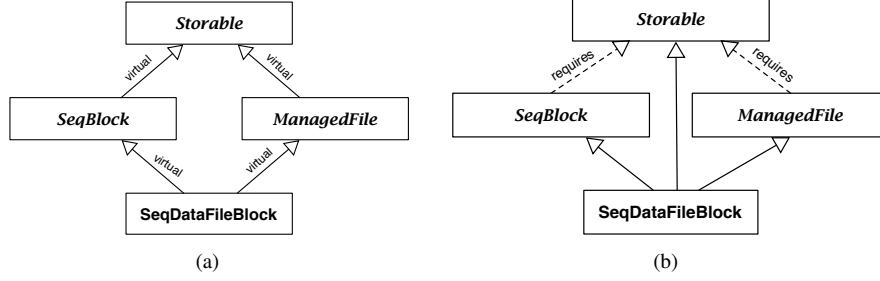 Storable
virtual
virtual
SeqBlock
ManagedFile
virtual
virtual
SeqDataFileBlock
(a)
Storable
requires
requires
SeqBlock
ManagedFile
SeqDataFileBlock
(b)